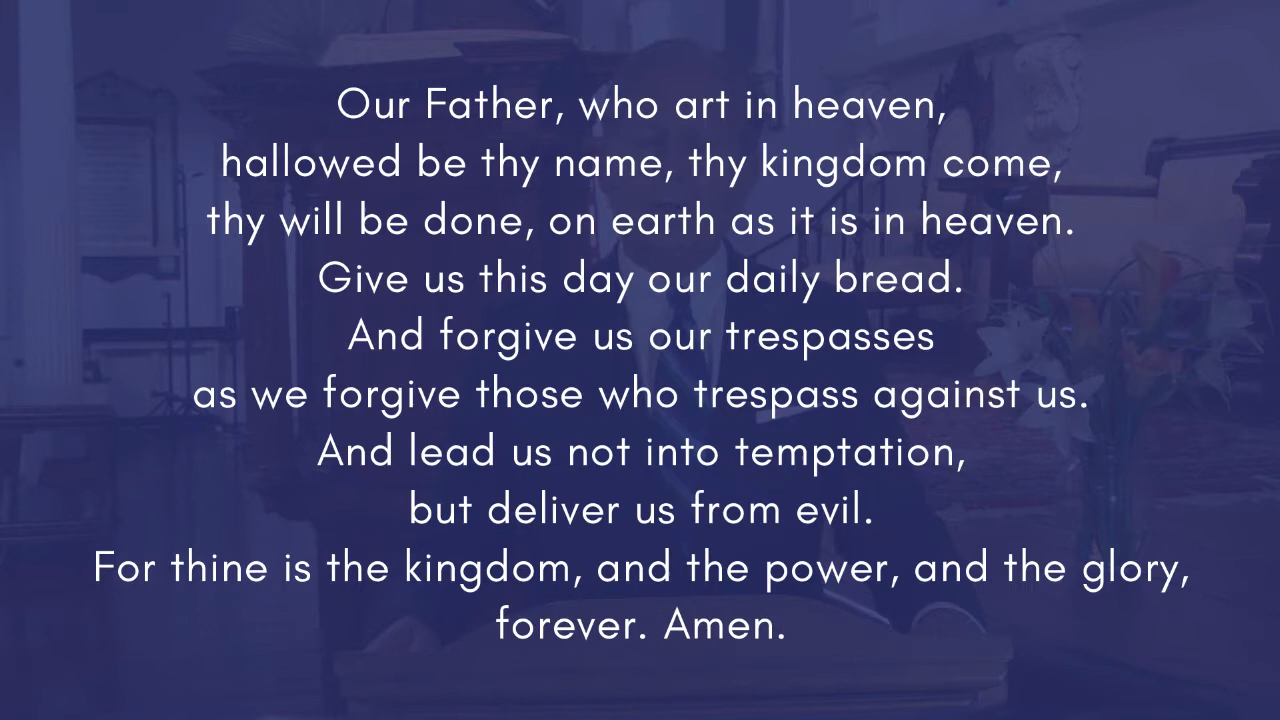 Our Father, who art in heaven,
hallowed be thy name, thy kingdom come,
thy will be done, on earth as it is in heaven.
Give us this day our daily bread.
And forgive us our trespasses
as we forgive those who trespass against us.
And lead us not into temptation,
but deliver us from evil.
For thine is the kingdom, and the power, and the glory,
forever. Amen.